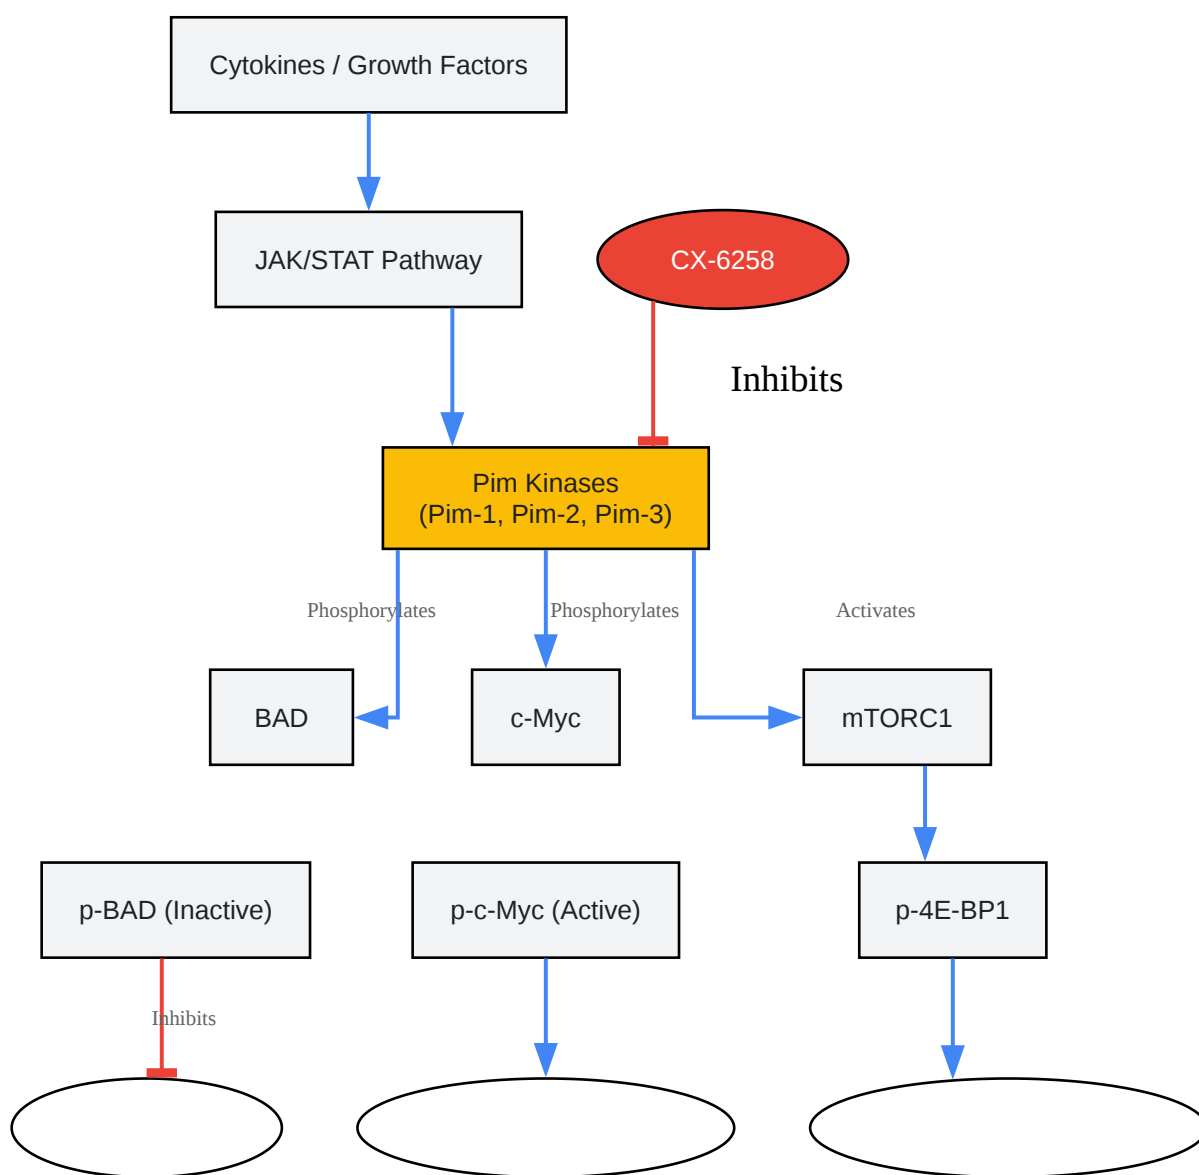 Cytokines / Growth Factors
JAK/STAT Pathway
CX-6258
Inhibits
Pim Kinases
(Pim-1, Pim-2, Pim-3)
Phosphorylates
Phosphorylates
Activates
BAD
c-Myc
mTORC1
p-BAD (Inactive)
p-c-Myc (Active)
p-4E-BP1
Inhibits